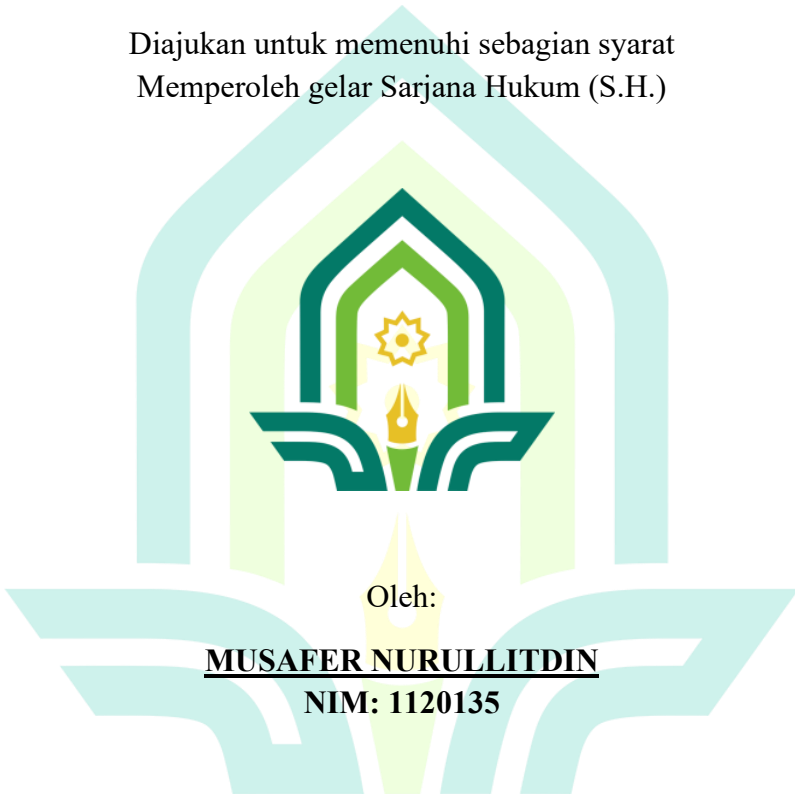 Diajukan untuk memenuhi sebagian syarat
Memperoleh gelar Sarjana Hukum (S.H.)
Oleh:
MUSAFER NURULLITDIN
NIM: 1120135